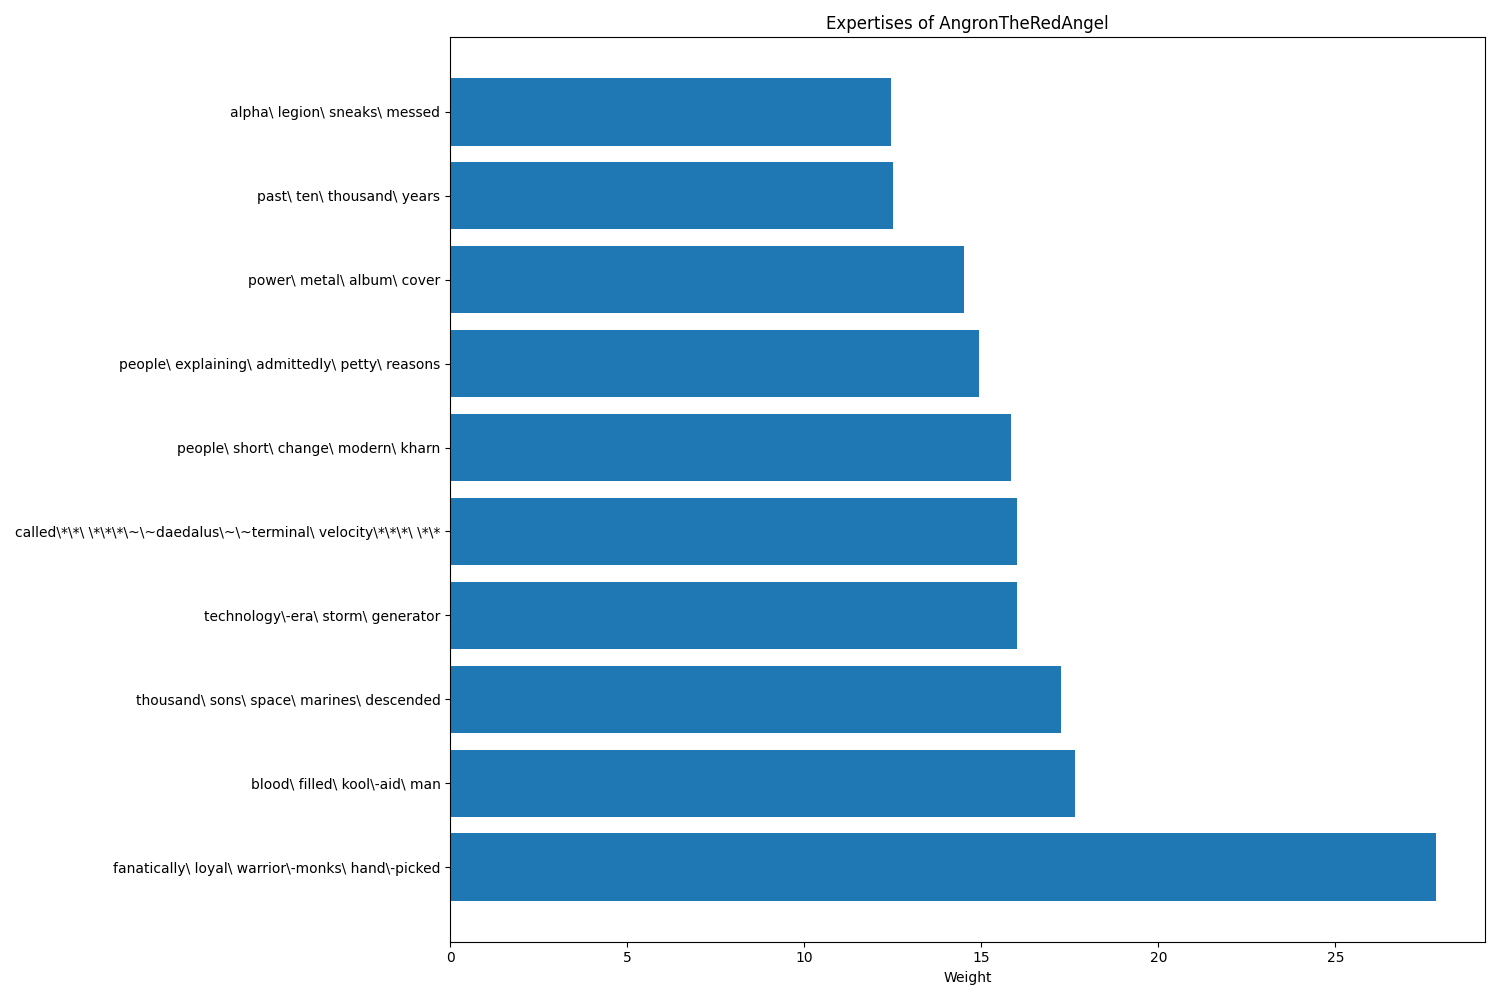 Expertises of AngronTheRedAngel
alpha\ legion\ sneaks\ messed
past\ ten\ thousand\ years
power\ metal\ album\ cover
people\ explaining\ admittedly\ petty\ reasons
people\ short\ change\ modern\ kharn
called\*\*\ \*\*\*\~\~daedalus\~\~terminal\ velocity\*\*\*\ \*\*
technology\-era\ storm\ generator
thousand\ sons\ space\ marines\ descended
blood\ filled\ kool\-aid\ man
fanatically\ loyal\ warrior\-monks\ hand\-picked
0 5 10 15 20 25
Weight